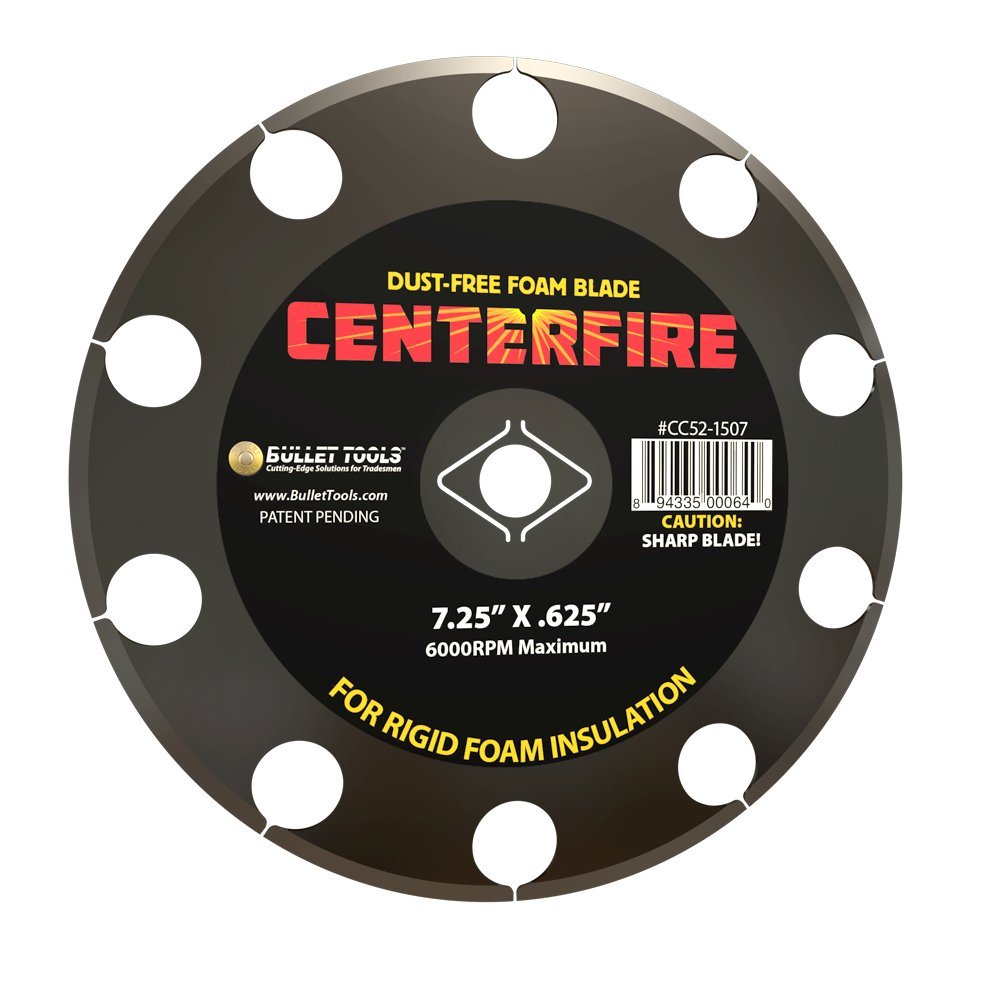 DUST-FREE FOAM BLADE
CENTERFIRE
#CC52-1507
BULLET TOOLS™
Cutting-Edge Solutions for Tradesmen
www.BulletTools.com
PATENT PENDING
8 94335 00064 0
CAUTION:
SHARP BLADE!
7.25” X .625”
6000RPM Maximum
FOR RIGID FOAM INSULATION